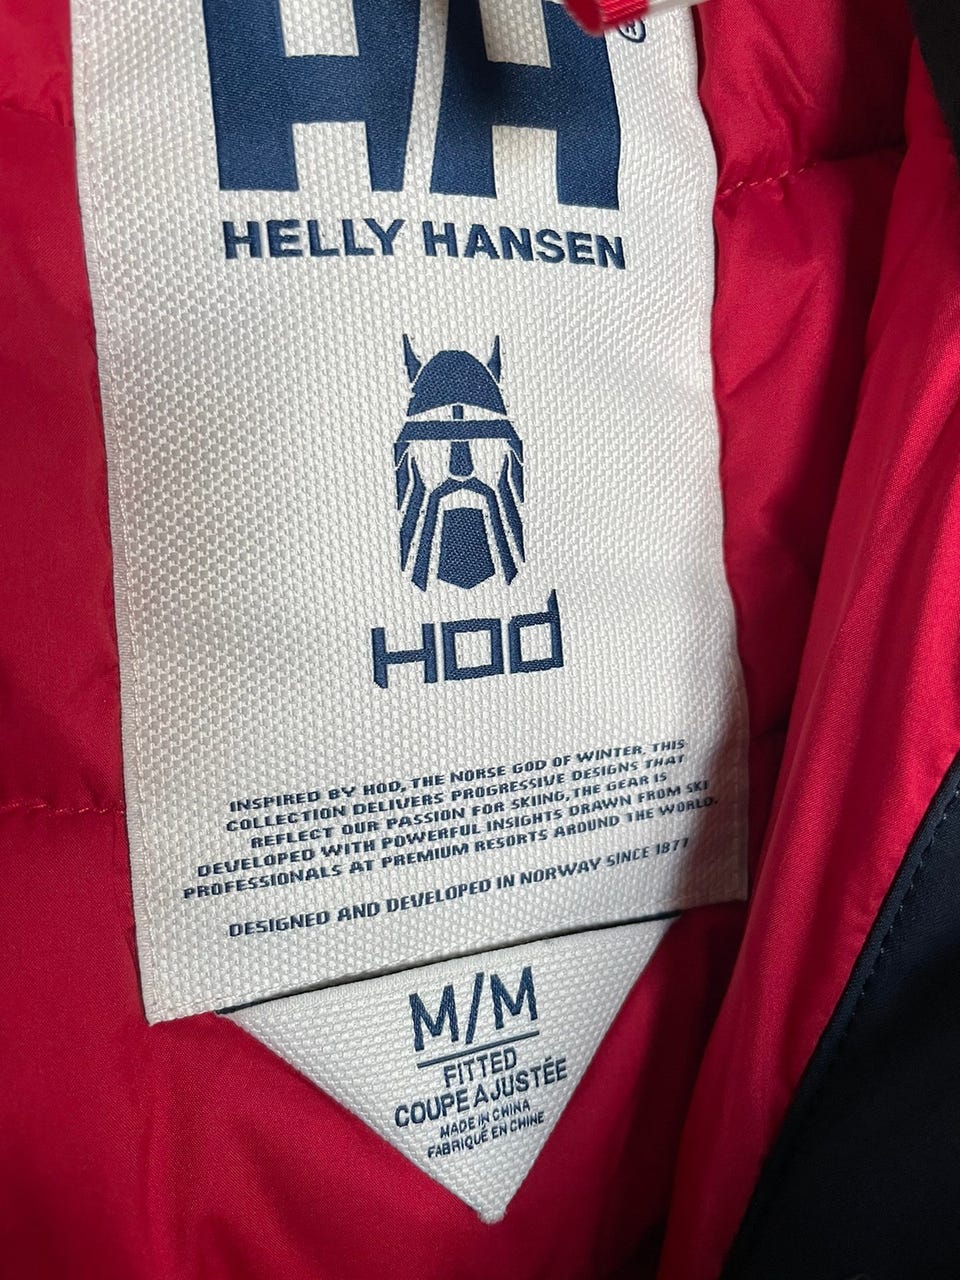 HH
®
HELLY HANSEN
HOD
INSPIRED BY HOD, THE NORSE GOD OF WINTER, THIS
COLLECTION DELIVERS PROGRESSIVE DESIGNS THAT
REFLECT OUR PASSION FOR SKIING, THE GEAR IS
DEVELOPED WITH POWERFUL INSIGHTS DRAWN FROM SKI
PROFESSIONALS AT PREMIUM RESORTS AROUND THE WORLD.
DESIGNED AND DEVELOPED IN NORWAY SINCE 1877
M/M
FITTED
COUPE AJUSTÉE
MADE IN CHINA
FABRIQUÉ EN CHINE